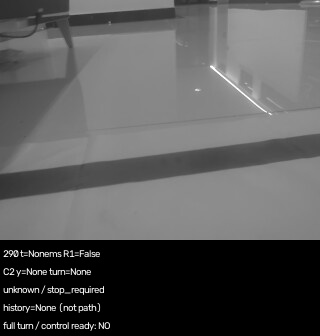 290 t=Nonems R1=False
C2 y=None turn=None
unknown / stop_required
history=None (not path)
full turn / control ready: NO